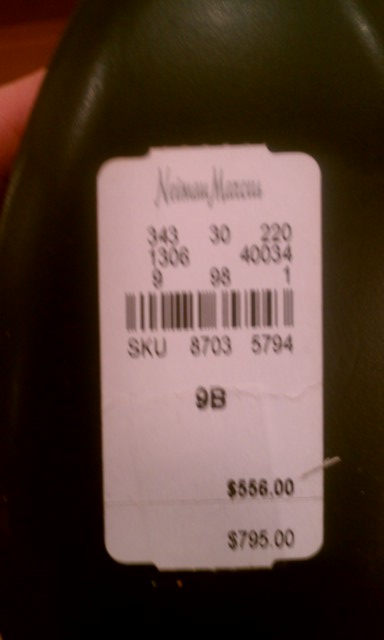 Neiman Marcus
343 30 220
1306 40034
9 98 1
SKU 8703 5794
9B
$556.00
$795.00